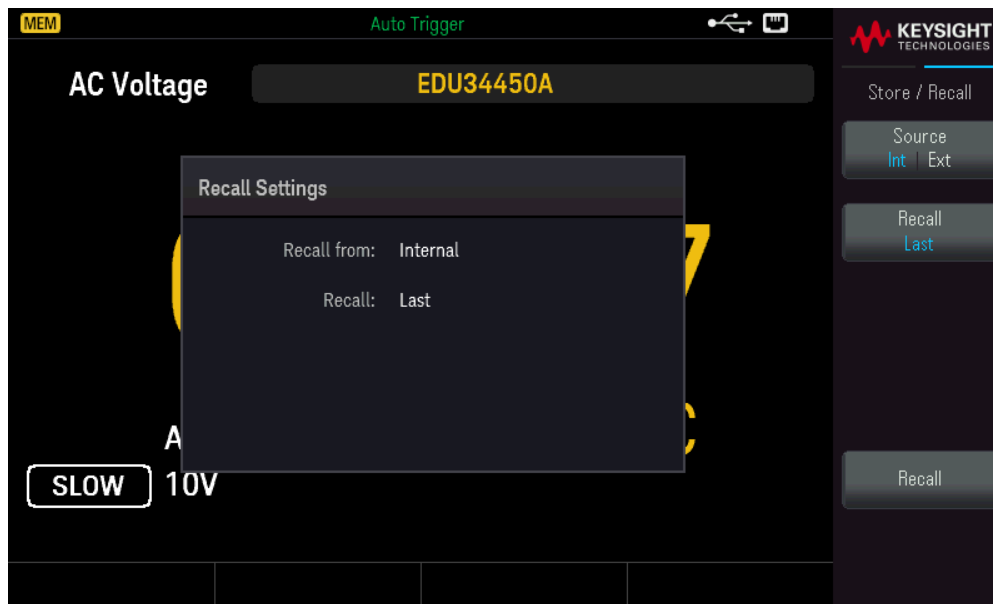 MEM
Auto Trigger
KEYSIGHT
TECHNOLOGIES
AC Voltage
EDU34450A
Store / Recall
Source
Int | Ext
Recall Settings
Recall
Last
Recall from: Internal
Recall: Last
SLOW
10V
Recall